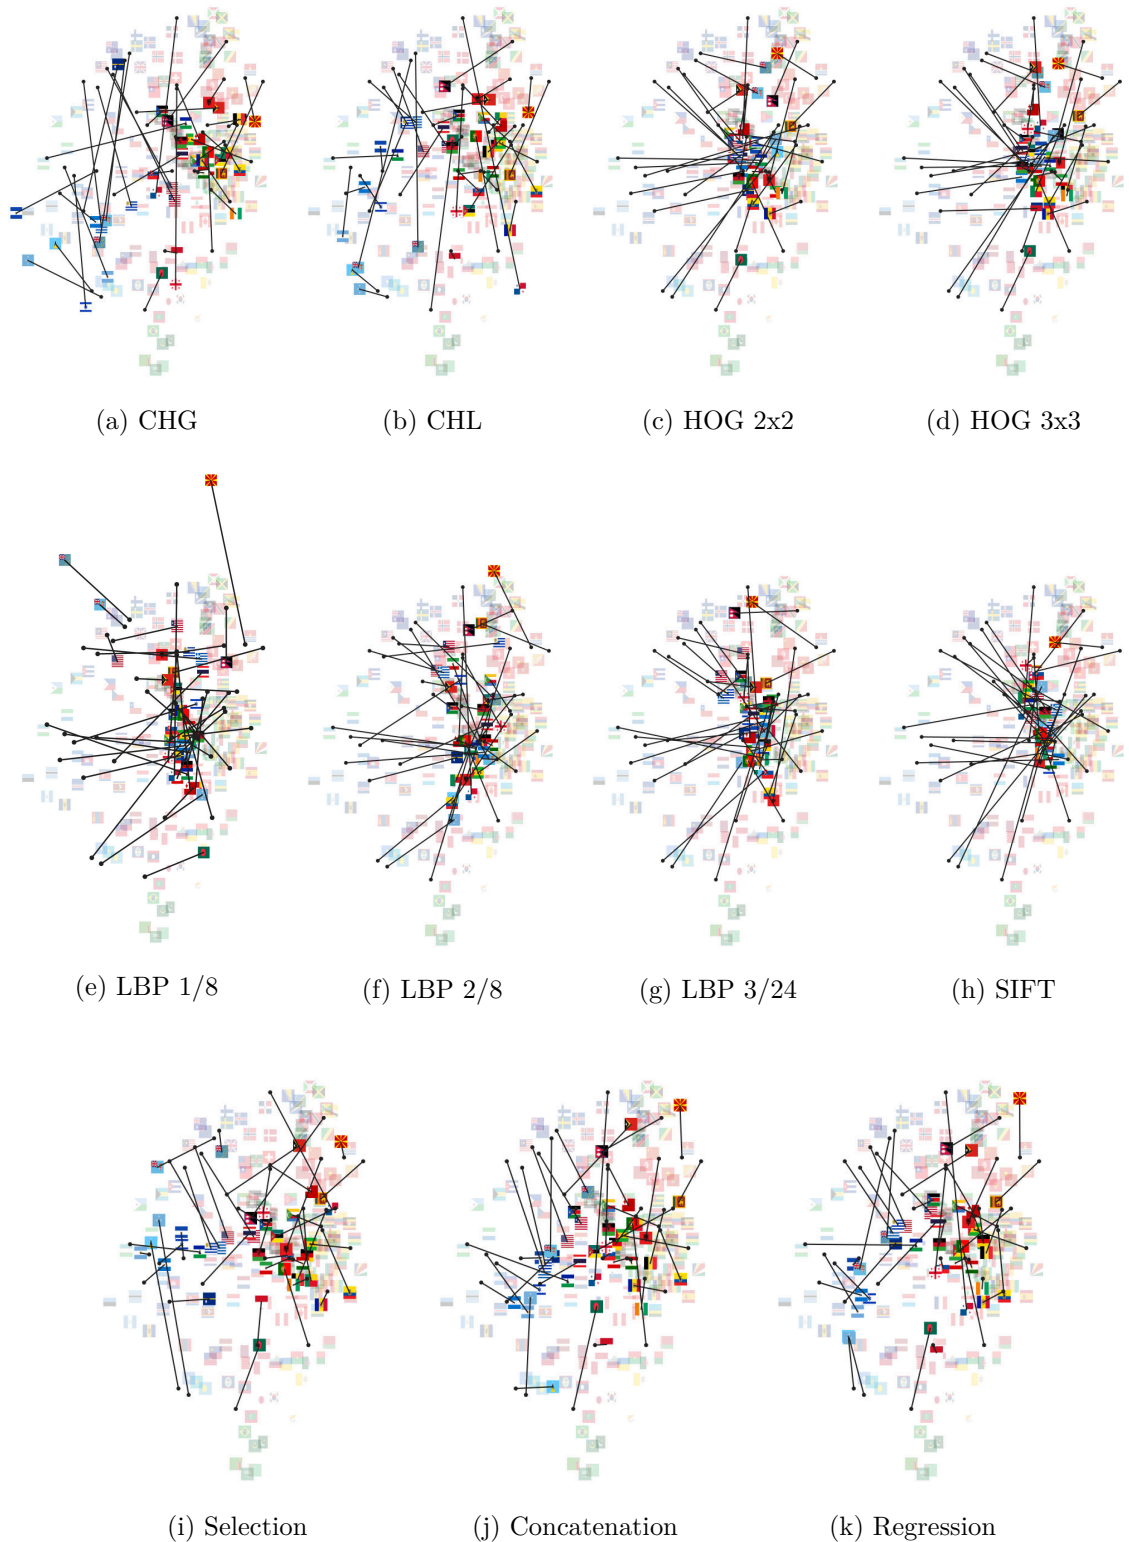 (a) CHG
(b) CHL
(c) HOG 2x2
(d) HOG 3x3
(e) LBP 1/8
(f) LBP 2/8
(g) LBP 3/24
(h) SIFT
(i) Selection
(j) Concatenation
(k) Regression